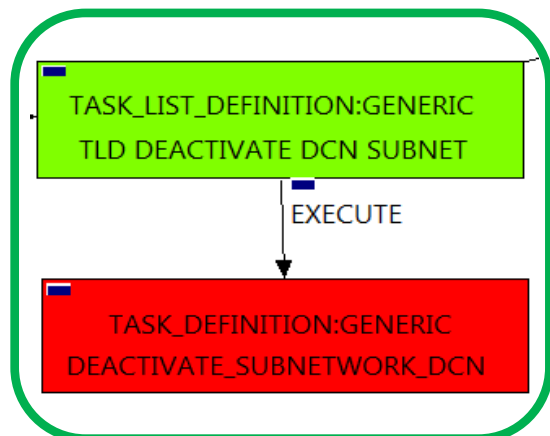 TASK_LIST_DEFINITION:GENERIC
TLD DEACTIVATE DCN SUBNET
EXECUTE
TASK_DEFINITION:GENERIC
DEACTIVATE_SUBNETWORK_DCN